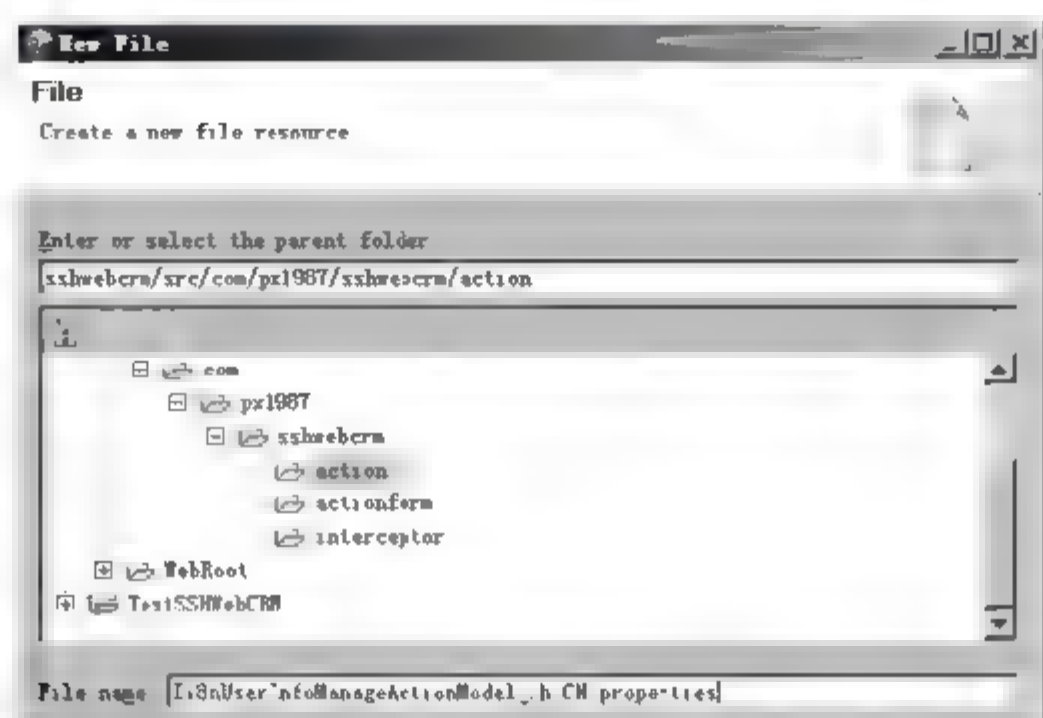 New File
File
Create a new file resource
Enter or select the parent folder
sshwebcrm/src/com/px1987/sshwebcrm/action
com
px1987
sshwebcrm
action
actionform
interceptor
WebRoot
TestSSHWebCRM
File name